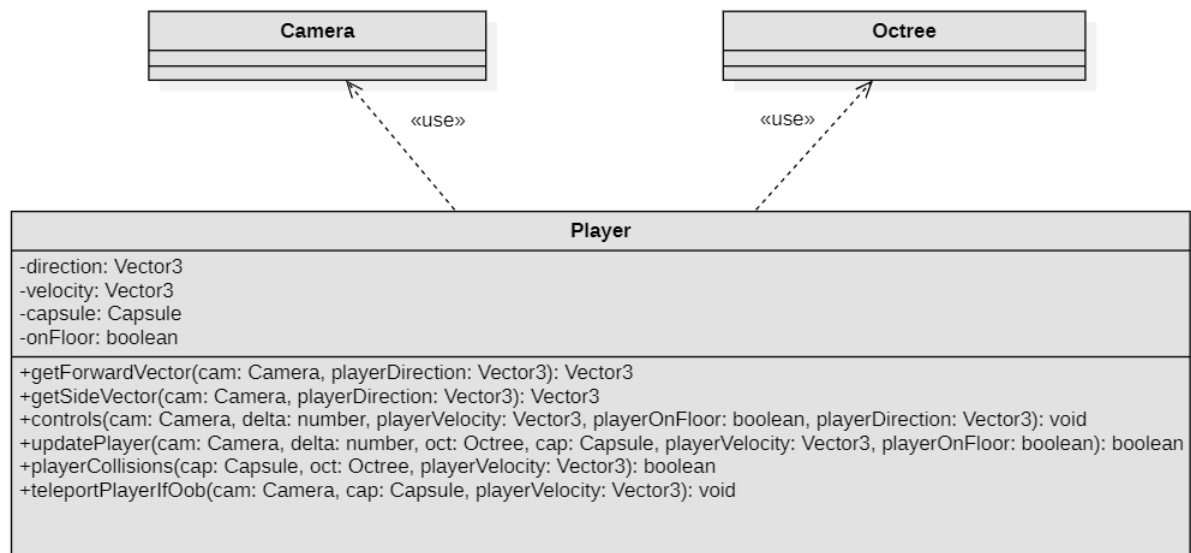 Camera
Octree
«use»
«use»
Player
-direction: Vector3
-velocity: Vector3
-capsule: Capsule
-onFloor: boolean
+getForwardVector(cam: Camera, playerDirection: Vector3): Vector3
+getSideVector(cam: Camera, playerDirection: Vector3): Vector3
+controls(cam: Camera, delta: number, playerVelocity: Vector3, playerOnFloor: boolean, playerDirection: Vector3): void
+updatePlayer(cam: Camera, delta: number, oct: Octree, cap: Capsule, playerVelocity: Vector3, playerOnFloor: boolean): boolean
+playerCollisions(cap: Capsule, oct: Octree, playerVelocity: Vector3): boolean
+teleportPlayerIfOob(cam: Camera, cap: Capsule, playerVelocity: Vector3): void